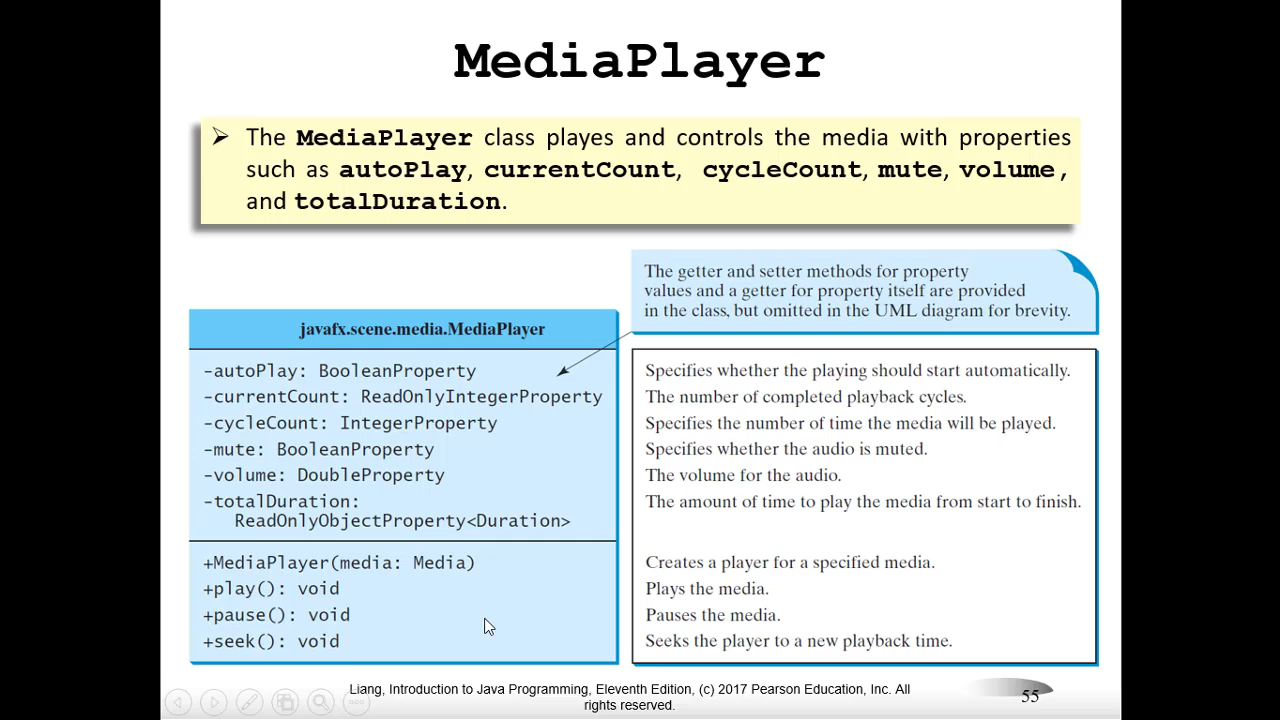 MediaPlayer
➢ The MediaPlayer class playes and controls the media with properties
such as autoPlay, currentCount, cycleCount, mute, volume,
and totalDuration.
The getter and setter methods for property
values and a getter for property itself are provided
in the class, but omitted in the UML diagram for brevity.
javafx.scene.media.MediaPlayer
-autoPlay: BooleanProperty
-currentCount: ReadOnlyIntegerProperty
-cycleCount: IntegerProperty
-mute: BooleanProperty
-volume: DoubleProperty
-totalDuration:
ReadOnlyObjectProperty<Duration>
+MediaPlayer(media: Media)
+play(): void
+pause(): void
+seek(): void
Specifies whether the playing should start automatically.
The number of completed playback cycles.
Specifies the number of time the media will be played.
Specifies whether the audio is muted.
The volume for the audio.
The amount of time to play the media from start to finish.
Creates a player for a specified media.
Plays the media.
Pauses the media.
Seeks the player to a new playback time.
Liang, Introduction to Java Programming, Eleventh Edition, (c) 2017 Pearson Education, Inc. All
rights reserved.
55